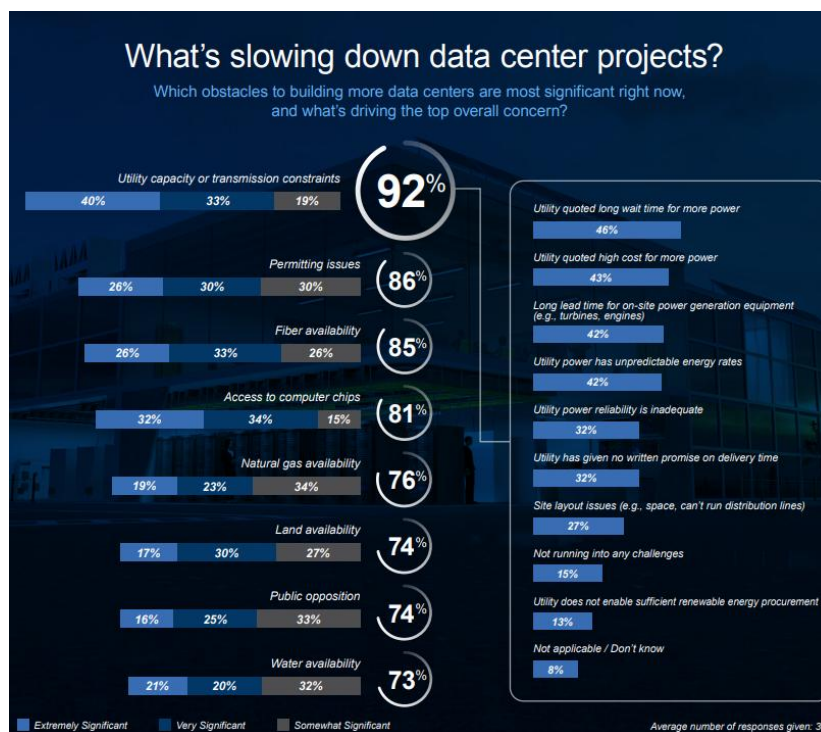 What's slowing down data center projects?
Which obstacles to building more data centers are most significant right now,
and what's driving the top overall concern?
Utility capacity or transmission constraints
40% 33% 19%
92%
Permitting issues
26% 30% 30%
86%
Fiber availability
26% 33% 26%
85%
Access to computer chips
32% 34% 15%
81%
Natural gas availability
19% 23% 34%
76%
Land availability
17% 30% 27%
74%
Public opposition
16% 25% 33%
74%
Water availability
21% 20% 32%
73%
Extremely Significant Very Significant Somewhat Significant
Utility quoted long wait time for more power
46%
Utility quoted high cost for more power
43%
Long lead time for on-site power generation equipment
(e.g., turbines, engines)
42%
Utility power has unpredictable energy rates
42%
Utility power reliability is inadequate
32%
Utility has given no written promise on delivery time
32%
Site layout issues (e.g., space, can't run distribution lines)
27%
Not running into any challenges
15%
Utility does not enable sufficient renewable energy procurement
13%
Not applicable / Don't know
8%
Average number of responses given: 3